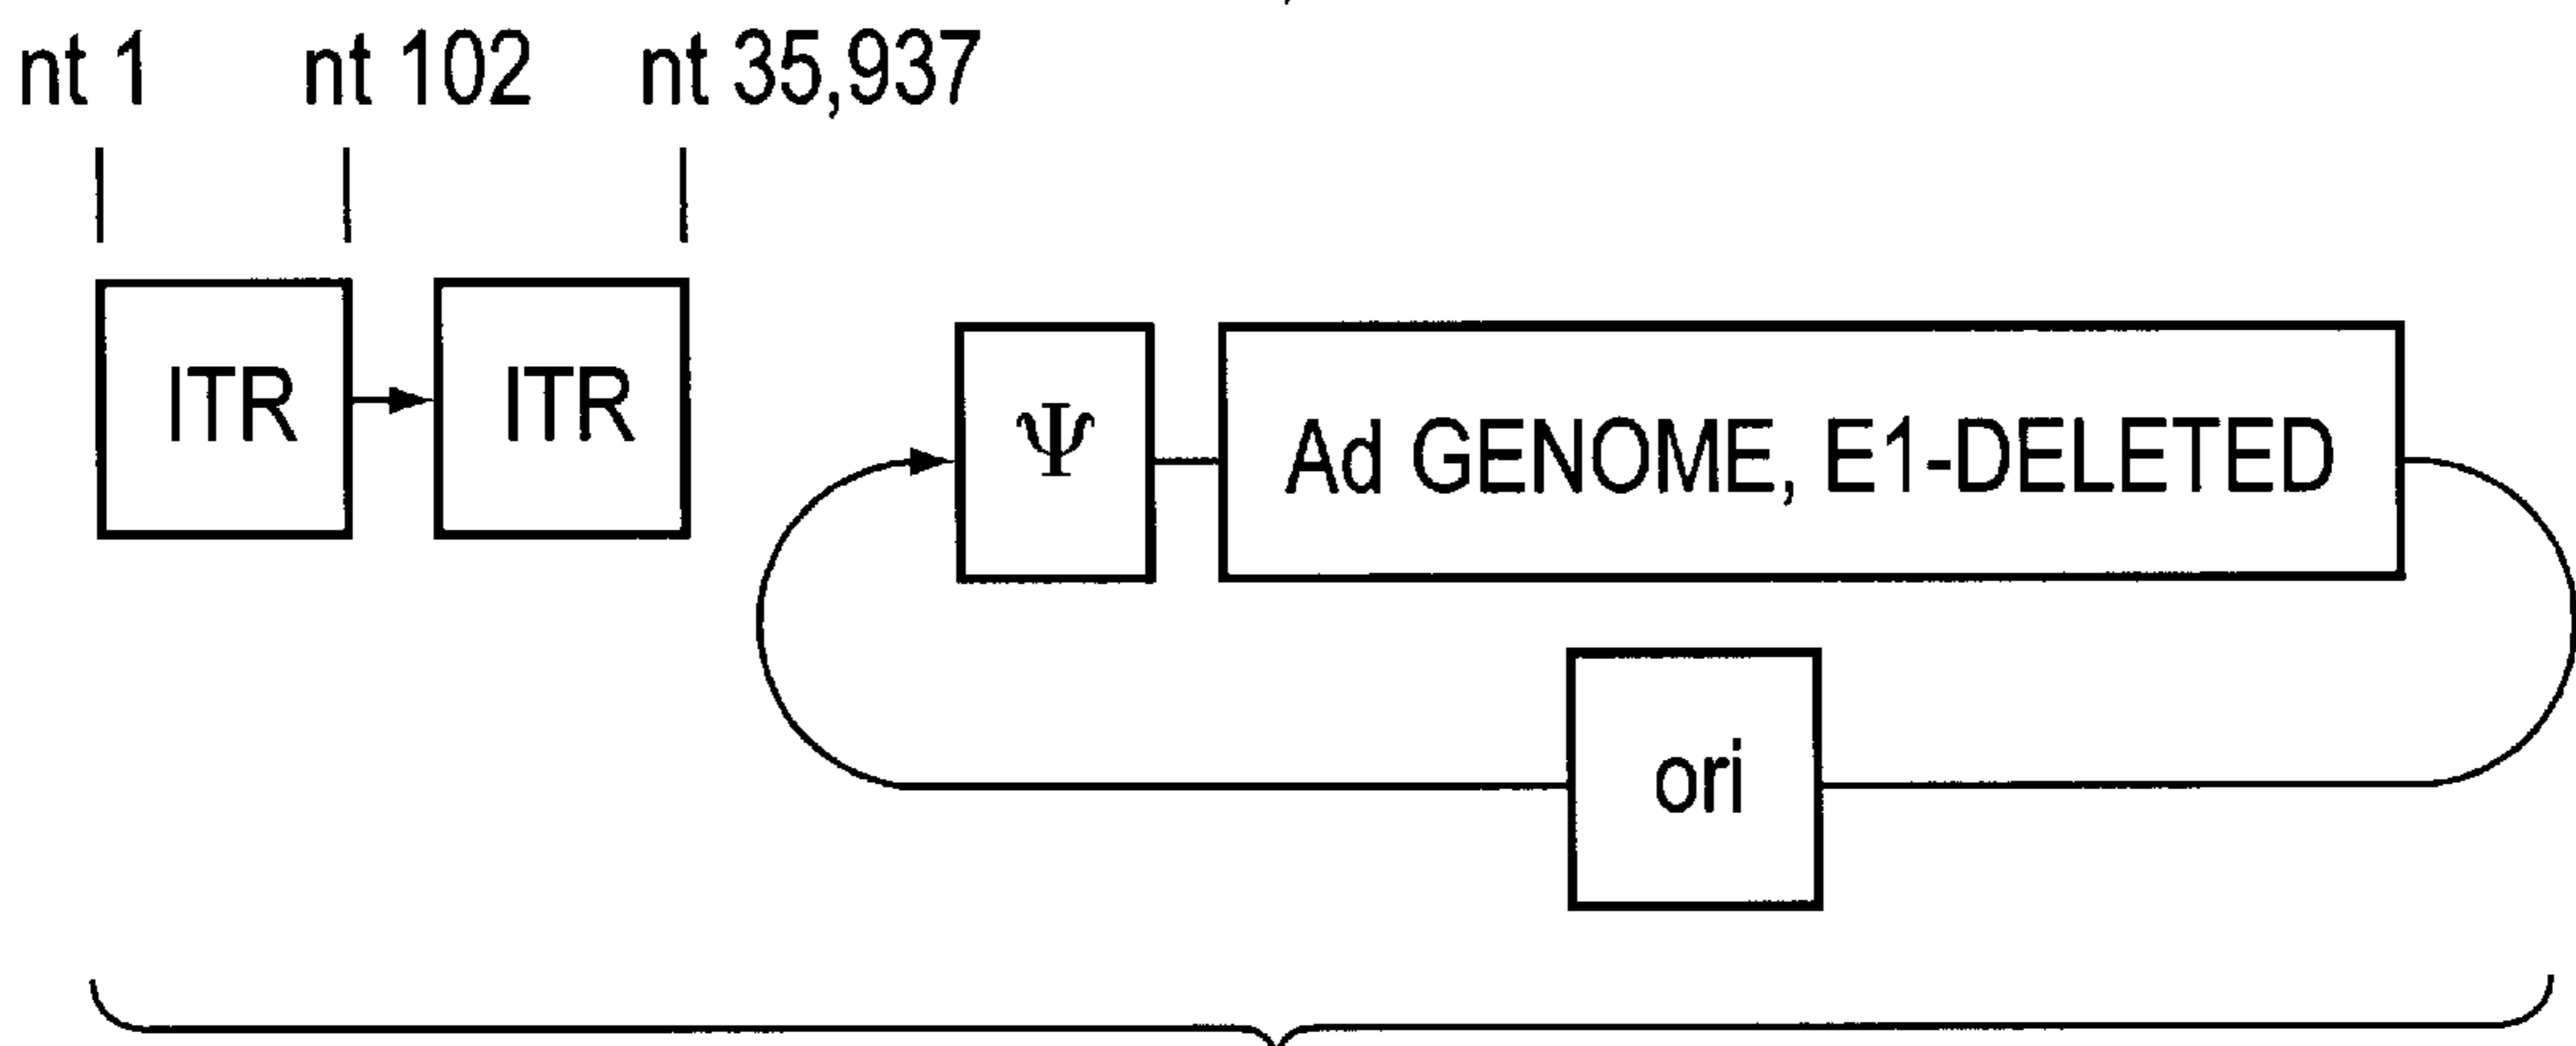 nt 1 nt 102 nt 35,937
ITR ITR
Ψ Ad GENOME, E1-DELETED
ori